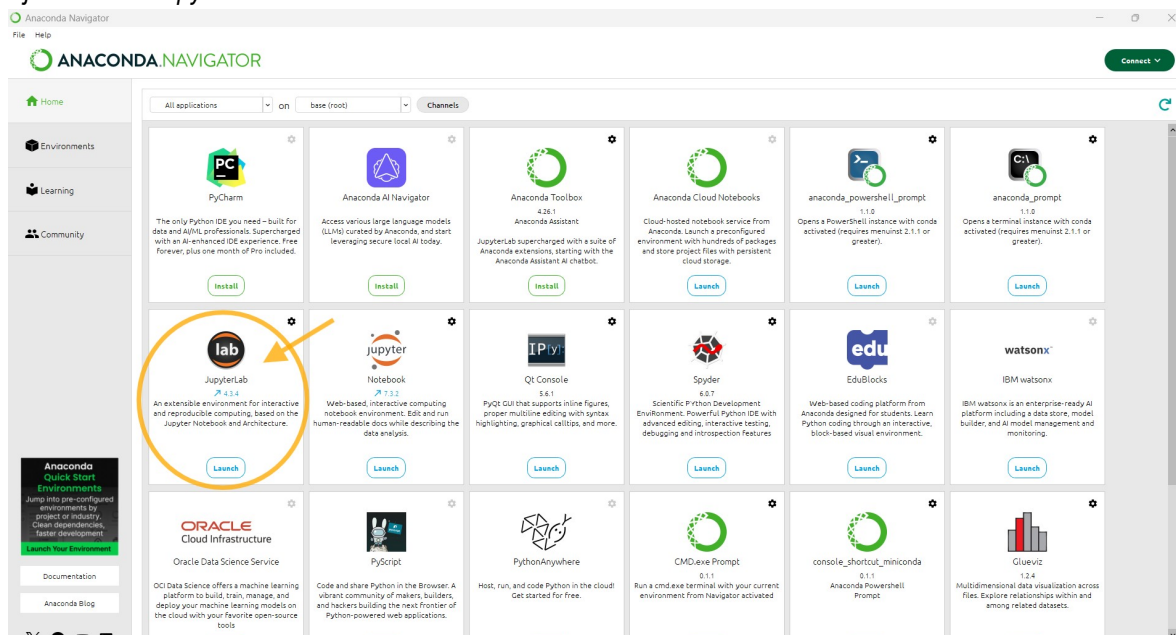 Anaconda Navigator
File Help
ANACONDA.NAVIGATOR
Connect
Home
Environments
Learning
Community
All applications
on
base (root)
Channels
PC
PyCharm
The only Python IDE you need – built for
data and AI/ML professionals. Supercharged
with an AI-enhanced IDE experience. Free
forever, plus one month of Pro included.
Install
Anaconda AI Navigator
Access various large language models
(LLMs) curated by Anaconda, and start
leveraging secure local AI today.
Install
Anaconda Toolbox
4.26.1
Anaconda Assistant
JupyterLab supercharged with a suite of
Anaconda extensions, starting with the
Anaconda Assistant AI chatbot.
Install
Anaconda Cloud Notebooks
Cloud-hosted notebook service from
Anaconda. Launch a preconfigured
environment with hundreds of packages
and store project files with persistent
cloud storage.
Launch
anaconda_powershell_prompt
1.1.0
Opens a PowerShell instance with conda
activated (requires menuinst 2.1.1 or
greater).
Launch
C:\
anaconda_prompt
1.1.0
Opens a terminal instance with conda
activated (requires menuinst 2.1.1 or
greater).
Launch
lab
JupyterLab
4.3.4
An extensible environment for interactive
and reproducible computing, based on the
Jupyter Notebook and Architecture.
Launch
jupyter
Notebook
7.3.2
Web-based, interactive computing
notebook environment. Edit and run
human-readable docs while describing the
data analysis.
Launch
IP[y]:
Qt Console
5.6.1
PyQt GUI that supports inline figures,
proper multiline editing with syntax
highlighting, graphical calltips, and more.
Launch
Spyder
6.0.7
Scientific PYthon Development
EnviRonment. Powerful Python IDE with
advanced editing, interactive testing,
debugging and introspection features
Launch
edu
EduBlocks
Web-based coding platform from
Anaconda designed for students. Learn
Python coding through an interactive,
block-based visual environment.
Launch
watsonx
IBM watsonx
IBM watsonx is an enterprise-ready AI
platform including a data store, model
builder, and AI model management and
monitoring.
Launch
ORACLE
Cloud Infrastructure
Oracle Data Science Service
OCI Data Science offers a machine learning
platform to build, train, manage, and
deploy your machine learning models on
the cloud with your favorite open-source
tools
PyScript
Code and share Python in the Browser. A
vibrant community of makers, builders,
and hackers building the next frontier of
Python-powered web applications.
PythonAnywhere
Host, run, and code Python in the cloud!
Get started for free.
CMD.exe Prompt
0.1.1
Run a cmd.exe terminal with your current
environment from Navigator activated
console_shortcut_miniconda
0.1.1
Anaconda Powershell
Prompt
Glueviz
1.2.4
Multidimensional data visualization across
files. Explore relationships within and
among related datasets.
Anaconda
Quick Start
Environments
Jump into pre-configured
environments by
project or industry.
Clean dependencies,
faster development
Launch Your Environment
Documentation
Anaconda Blog